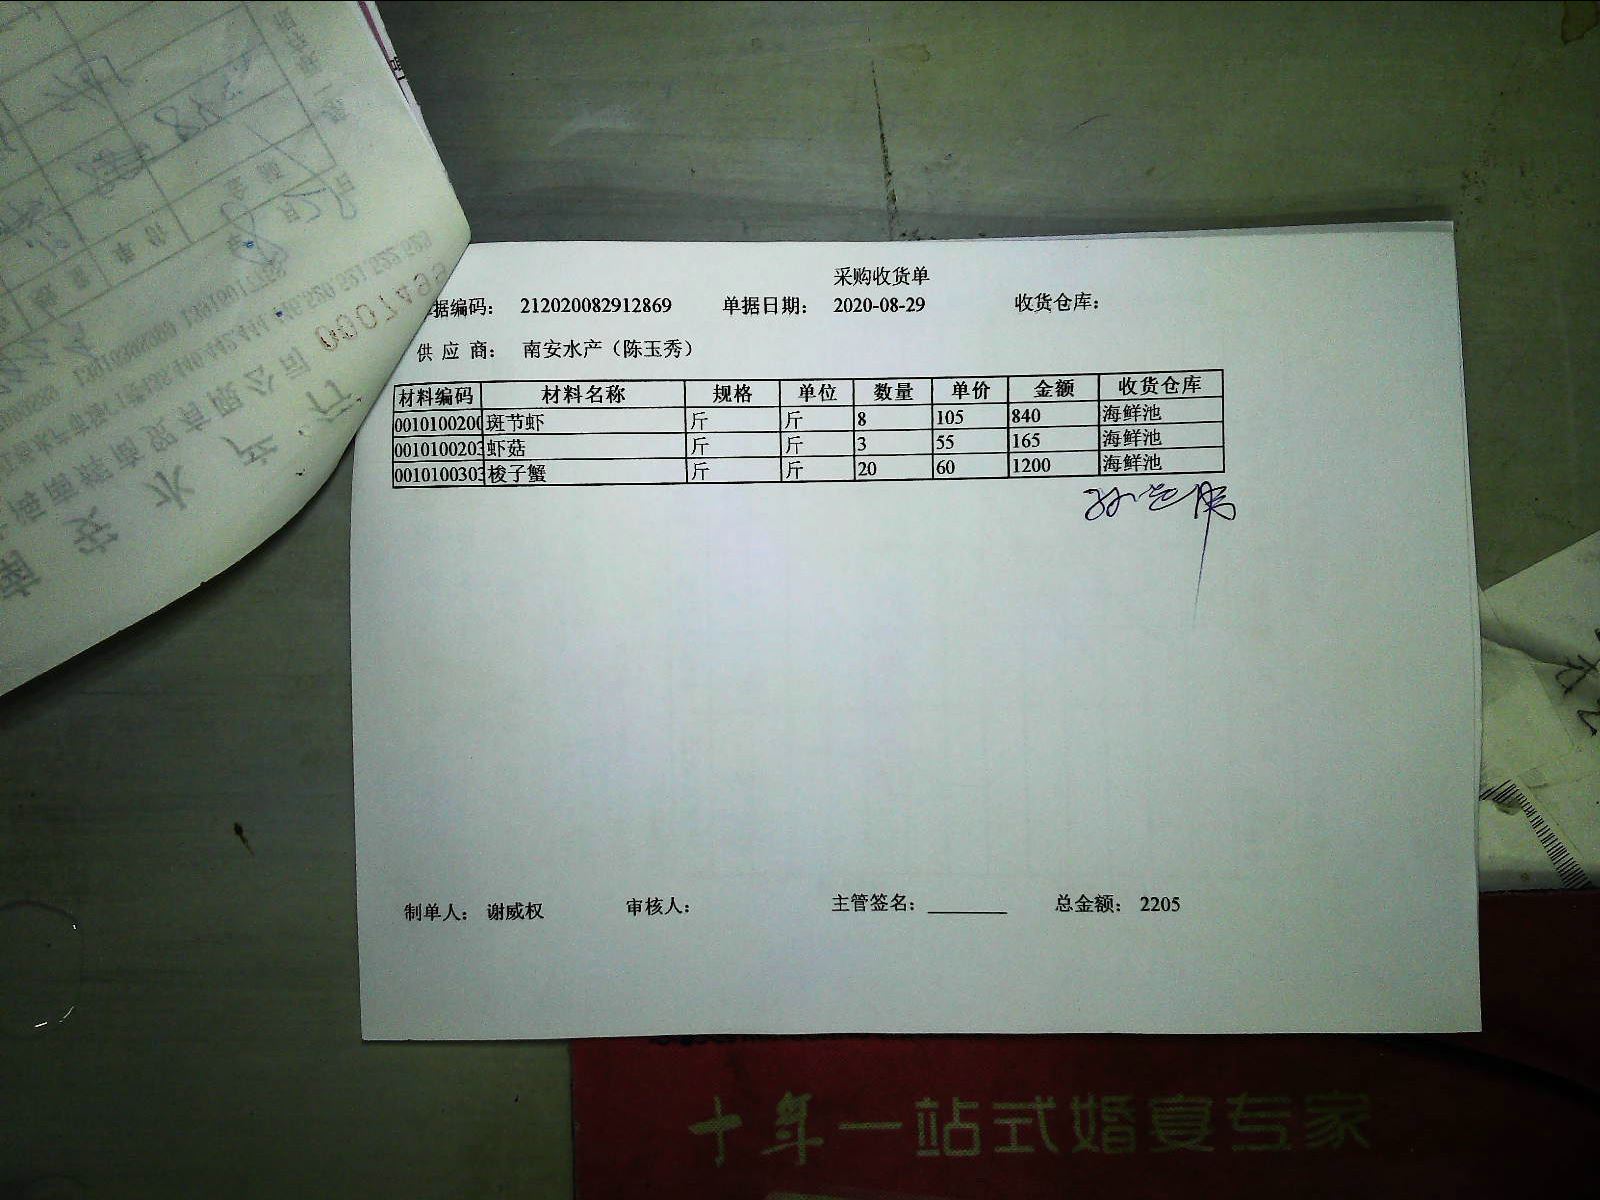 采购收货单
据编码： 212020082912869 单据日期： 2020-08-29 收货仓库：
供 应 商： 南安水产（陈玉秀）
材料编码 材料名称 规格 单位 数量 单价 金额 收货仓库
0010100200 斑节虾 斤 斤 8 105 840 海鲜池
0010100203 虾菇 斤 斤 3 55 165 海鲜池
0010100303 梭子蟹 斤 斤 20 60 1200 海鲜池
制单人： 谢威权 审核人： 主管签名： 总金额： 2205
十年一站式婚宴专家
0007499